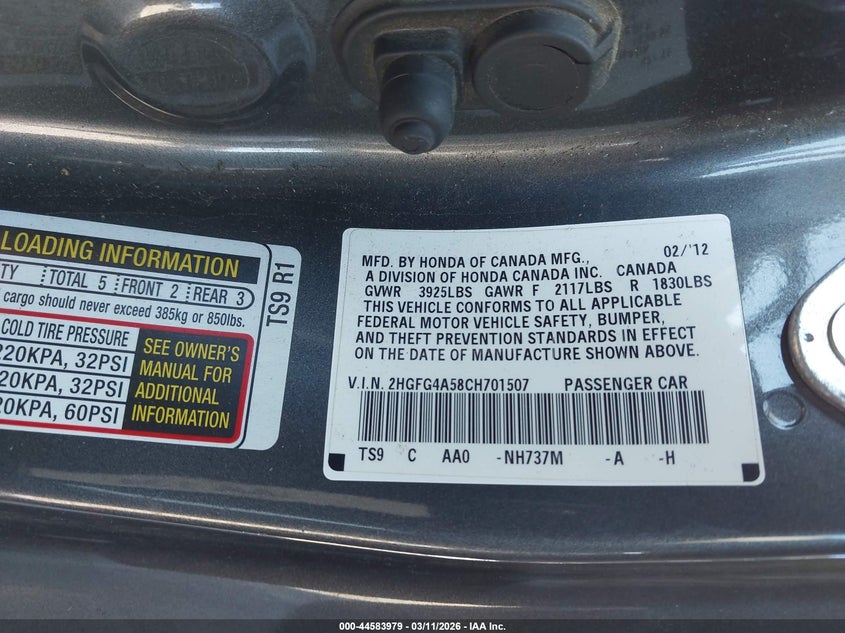 LOADING INFORMATION
TOTAL 5 FRONT 2 REAR 3
cargo should never exceed 385kg or 850lbs.
COLD TIRE PRESSURE
220KPA, 32PSI
20KPA, 32PSI
20KPA, 60PSI
SEE OWNER'S
MANUAL FOR
ADDITIONAL
INFORMATION
TS9 R1
MFD. BY HONDA OF CANADA MFG., 02/'12
A DIVISION OF HONDA CANADA INC. CANADA
GVWR 3925LBS GAWR F 2117LBS R 1830LBS
THIS VEHICLE CONFORMS TO ALL APPLICABLE
FEDERAL MOTOR VEHICLE SAFETY, BUMPER,
AND THEFT PREVENTION STANDARDS IN EFFECT
ON THE DATE OF MANUFACTURE SHOWN ABOVE.
V.I.N. 2HGFG4A58CH701507 PASSENGER CAR
TS9 C AA0 -NH737M -A -H
000-44583979 - 03/11/2026 - IAA Inc.